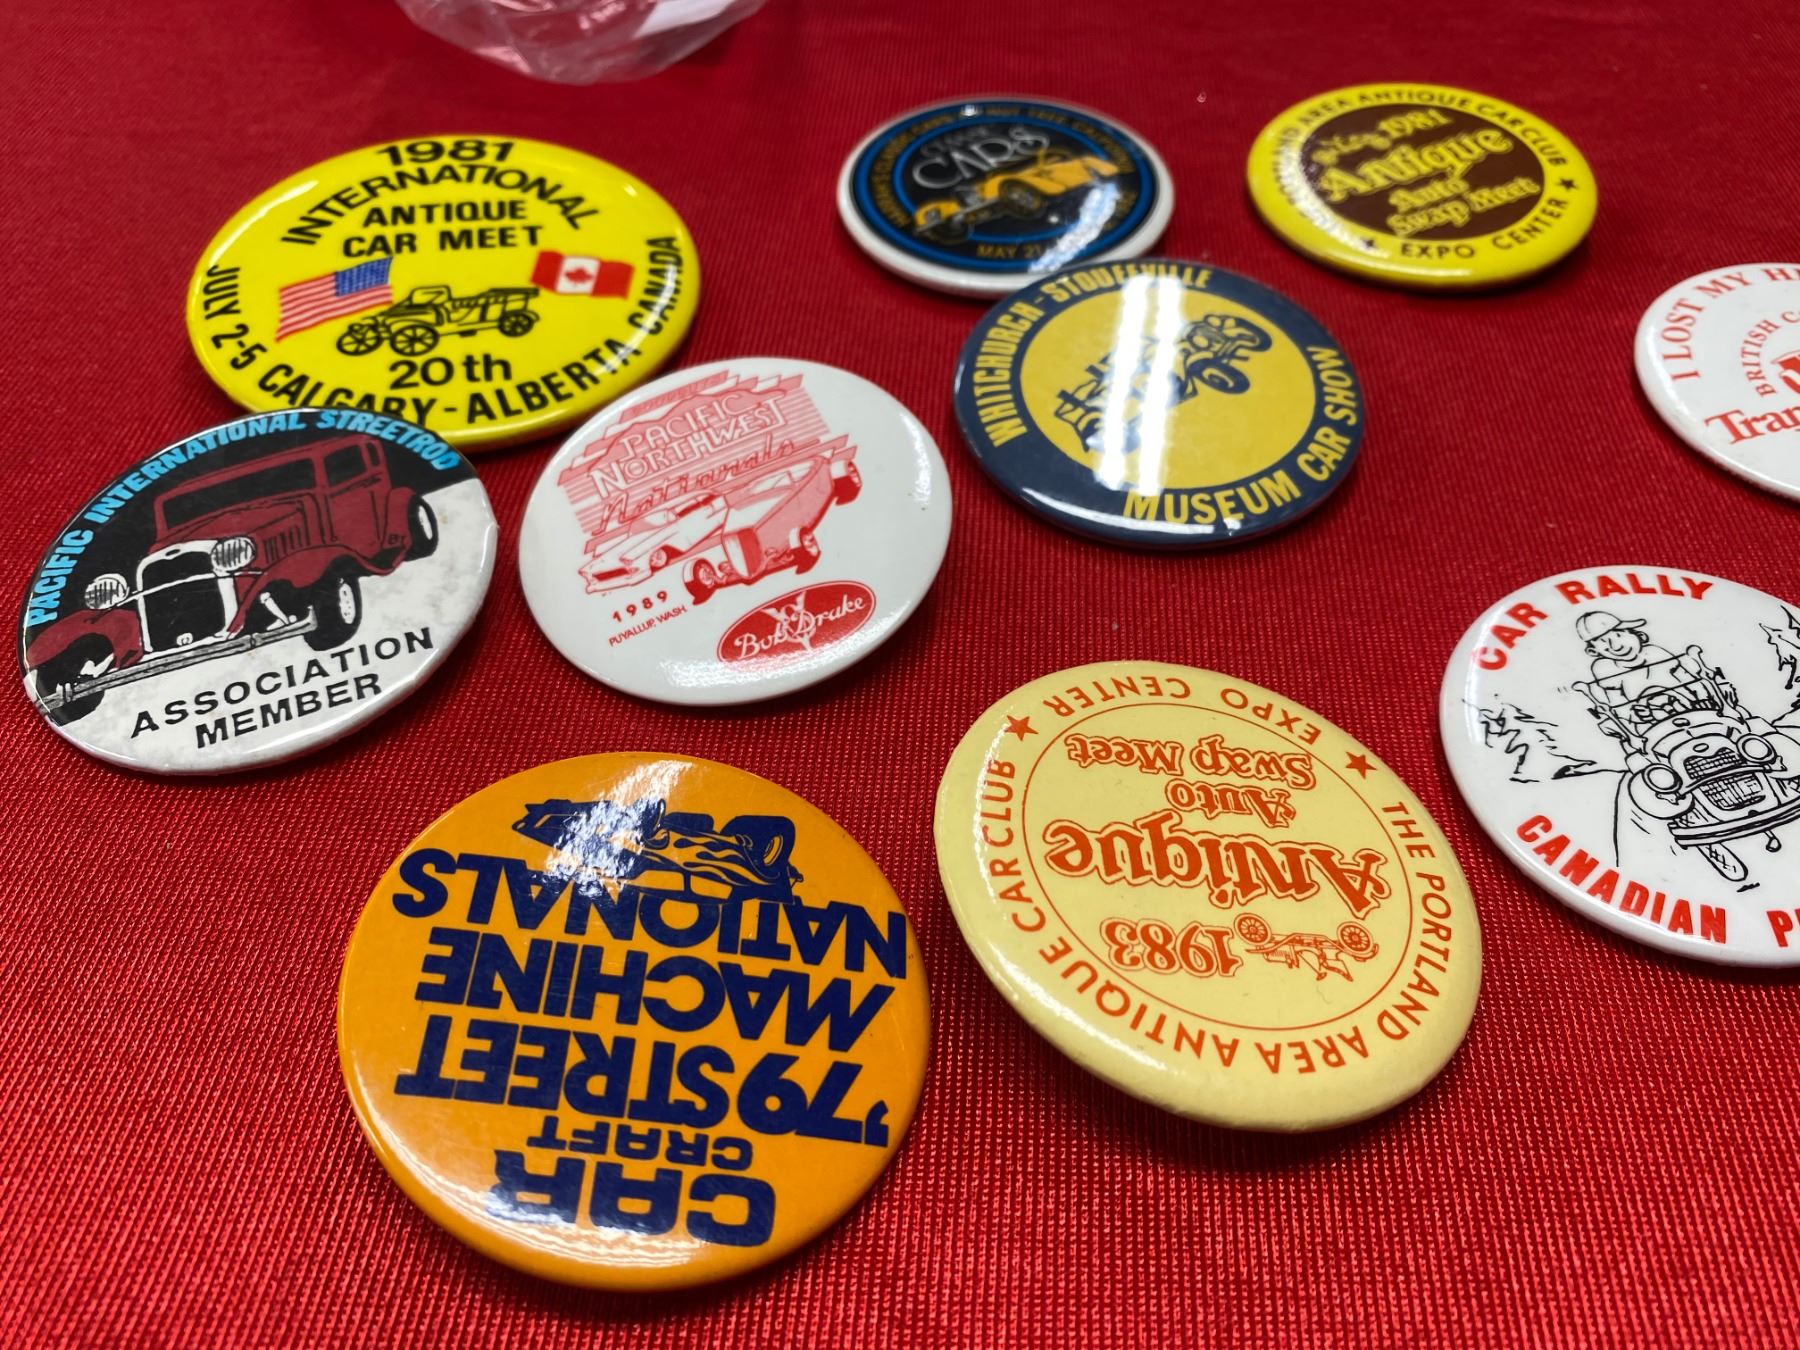 1981
INTERNATIONAL
ANTIQUE
CAR MEET
20th
JULY 2-5 CALGARY-ALBERTA CANADA
CARS
MAY 21
AREA ANTIQUE CAR CLUB ★
EXPO CENTER
1981
Antique
Auto
Swap Meet
WHITCHURCH-STOUFFVILLE
MUSEUM CAR SHOW
I LOST MY
BRITISH
PACIFIC INTERNATIONAL STREETROD
ASSOCIATION
MEMBER
PACIFIC
NORTHWEST
Nationals
1989
PUYALLUP, WASH.
Bob Drake
CAR RALLY
CANADIAN
THE PORTLAND AREA ANTIQUE CAR CLUB
★ EXPO CENTER ★
1983
Antique
Auto
Swap Meet
CAR
CRAFT
'79 STREET
MACHINE
NATIONALS